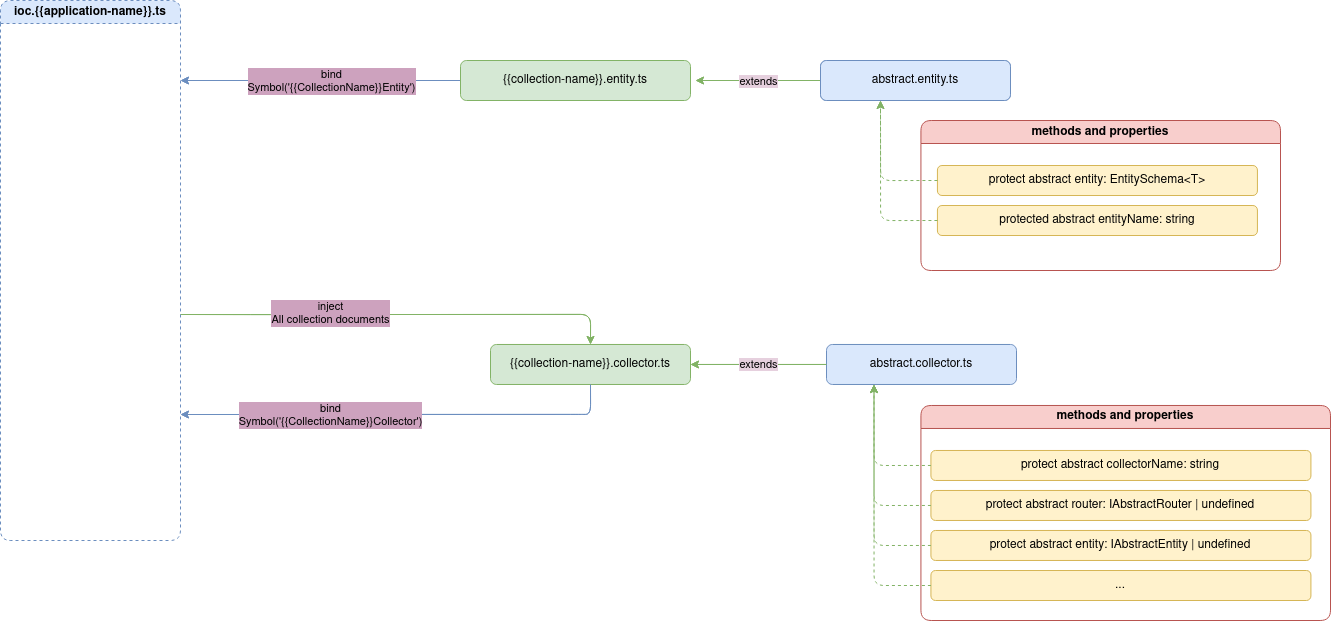 ioc.{{application-name}}.ts
bind
Symbol('{{CollectionName}}Entity')
{{collection-name}}.entity.ts
extends
abstract.entity.ts
methods and properties
protect abstract entity: EntitySchema<T>
protected abstract entityName: string
inject
All collection documents
{{collection-name}}.collector.ts
extends
abstract.collector.ts
bind
Symbol('{{CollectionName}}Collector')
methods and properties
protect abstract collectorName: string
protect abstract router: IAbstractRouter | undefined
protect abstract entity: IAbstractEntity | undefined
...